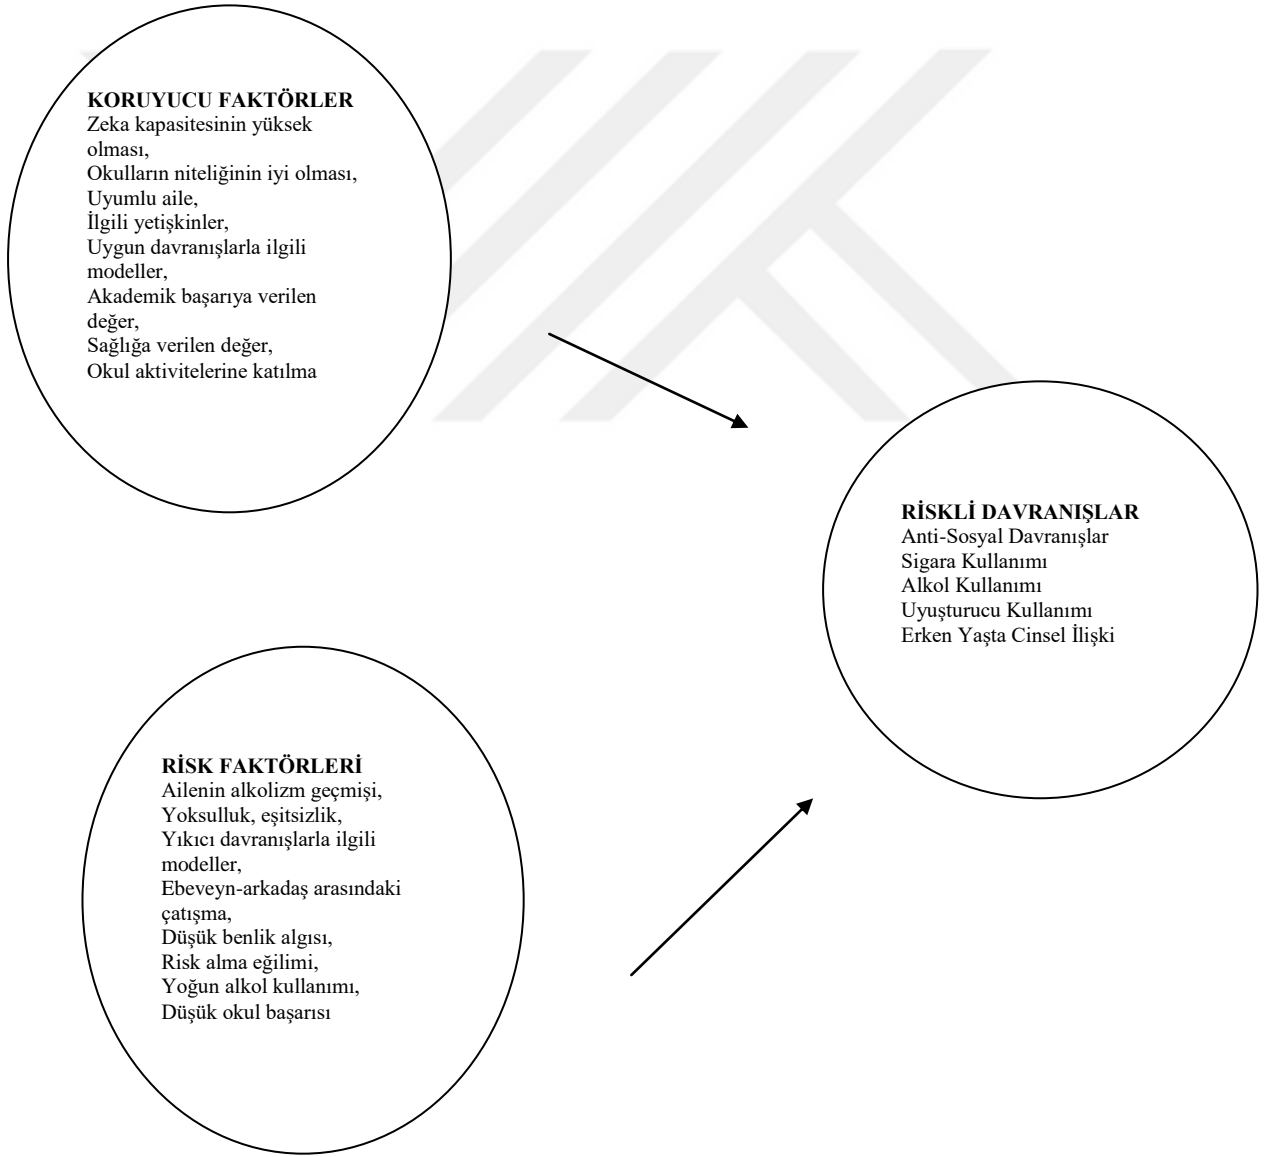 KORUYUCU FAKTÖRLER
Zeka kapasitesinin yüksek
olması,
Okulların niteliğinin iyi olması,
Uyumlu aile,
İlgili yetişkinler,
Uygun davranışlarla ilgili
modeller,
Akademik başarıya verilen
değer,
Sağlığa verilen değer,
Okul aktivitelerine katılma
RİSKLİ DAVRANIŞLAR
Anti-Sosyal Davranışlar
Sigara Kullanımı
Alkol Kullanımı
Uyuşturucu Kullanımı
Erken Yaşta Cinsel İlişki
RİSK FAKTÖRLERİ
Ailenin alkolizm geçmişi,
Yoksulluk, eşitsizlik,
Yıkıcı davranışlarla ilgili
modeller,
Ebeveyn-arkadaş arasındaki
çatışma,
Düşük benlik algısı,
Risk alma eğilimi,
Yoğun alkol kullanımı,
Düşük okul başarısı